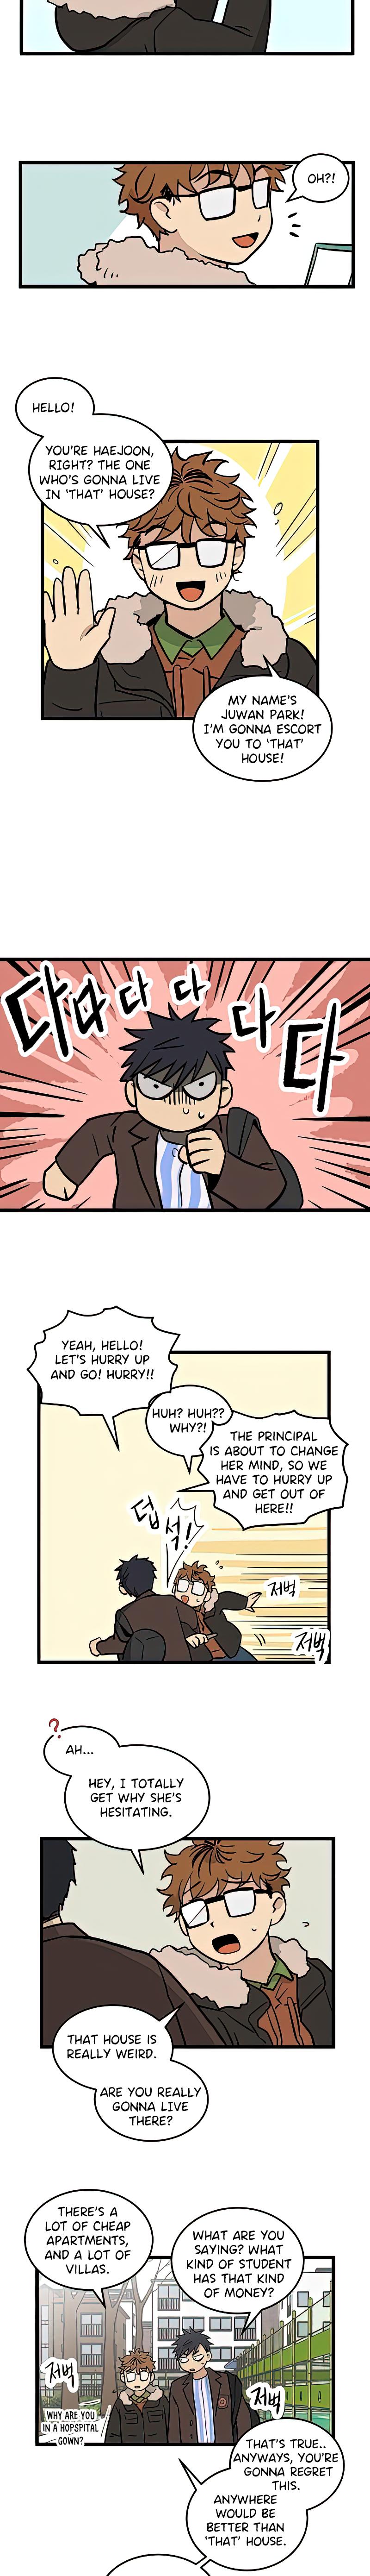 OH?!
HELLO!
YOU'RE HAEJOON,
RIGHT? THE ONE
WHO'S GONNA LIVE
IN 'THAT' HOUSE?
MY NAME'S
JUWAN PARK!
I'M GONNA ESCORT
YOU TO 'THAT'
HOUSE!
다다다다다다
YEAH, HELLO!
LET'S HURRY UP
AND GO! HURRY!!
HUH? HUH??
WHY?!
THE PRINCIPAL
IS ABOUT TO CHANGE
HER MIND, SO WE
HAVE TO HURRY UP
AND GET OUT OF
HERE!!
덥석!
저벅
저벅
?
AH...
HEY, I TOTALLY
GET WHY SHE'S
HESITATING.
THAT HOUSE IS
REALLY WEIRD.
ARE YOU REALLY
GONNA LIVE
THERE?
THERE'S A
LOT OF CHEAP
APARTMENTS,
AND A LOT OF
VILLAS.
WHAT ARE YOU
SAYING? WHAT
KIND OF STUDENT
HAS THAT KIND
OF MONEY?
저벅
저벅
WHY ARE YOU
IN A HOPSPITAL
GOWN?
THAT'S TRUE..
ANYWAYS, YOU'RE
GONNA REGRET
THIS.
ANYWHERE
WOULD BE
BETTER THAN
'THAT' HOUSE.